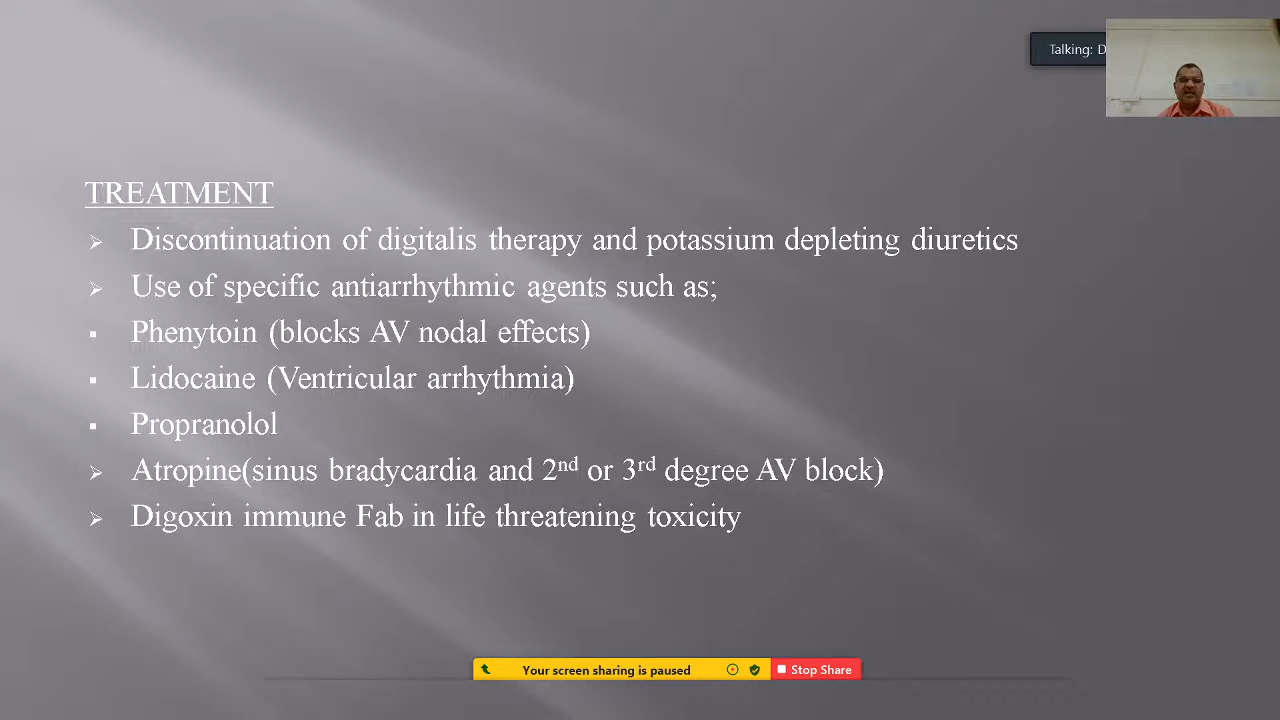 Talking: D
TREATMENT
Discontinuation of digitalis therapy and potassium depleting diuretics
Use of specific antiarrhythmic agents such as;
Phenytoin (blocks AV nodal effects)
Lidocaine (Ventricular arrhythmia)
Propranolol
Atropine(sinus bradycardia and 2nd or 3rd degree AV block)
Digoxin immune Fab in life threatening toxicity
Your screen sharing is paused
Stop Share